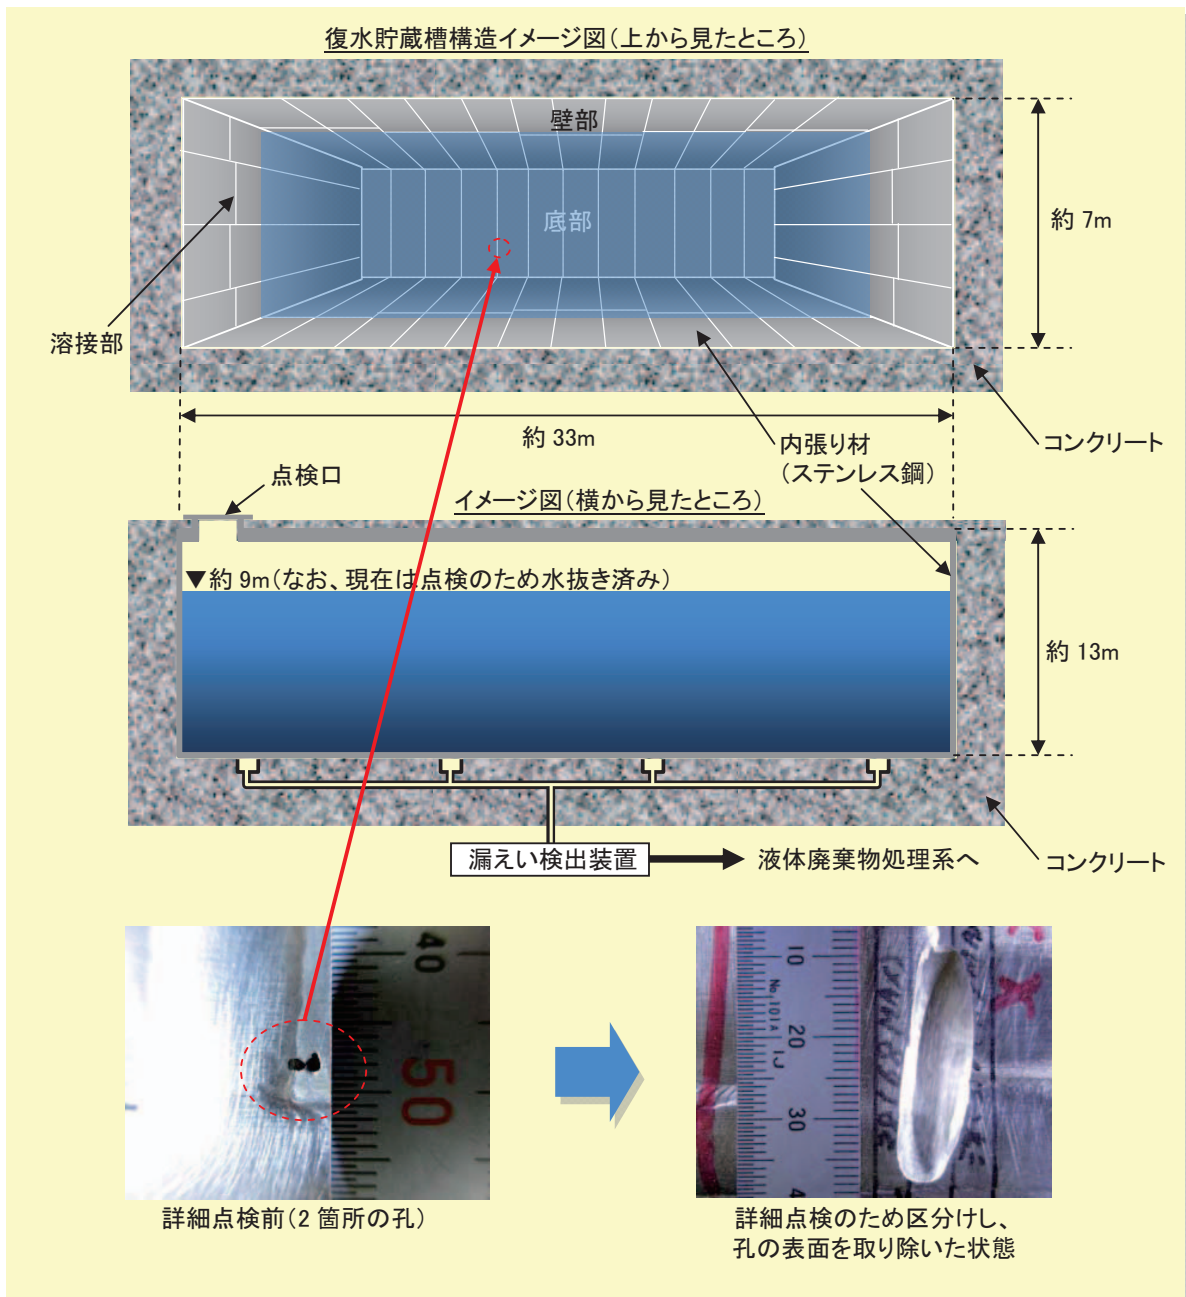 復水貯蔵槽構造イメージ図(上から見たところ)
壁部
底部
約 7m
溶接部
約 33m
内張り材
(ステンレス鋼)
コンクリート
点検口
イメージ図(横から見たところ)
▼約 9m(なお、現在は点検のため水抜き済み)
約 13m
漏えい検出装置
液体廃棄物処理系へ
コンクリート
40
50
10
No.101A
20
IJ
30
4
X
詳細点検前(2 箇所の孔)
詳細点検のため区分けし、
孔の表面を取り除いた状態